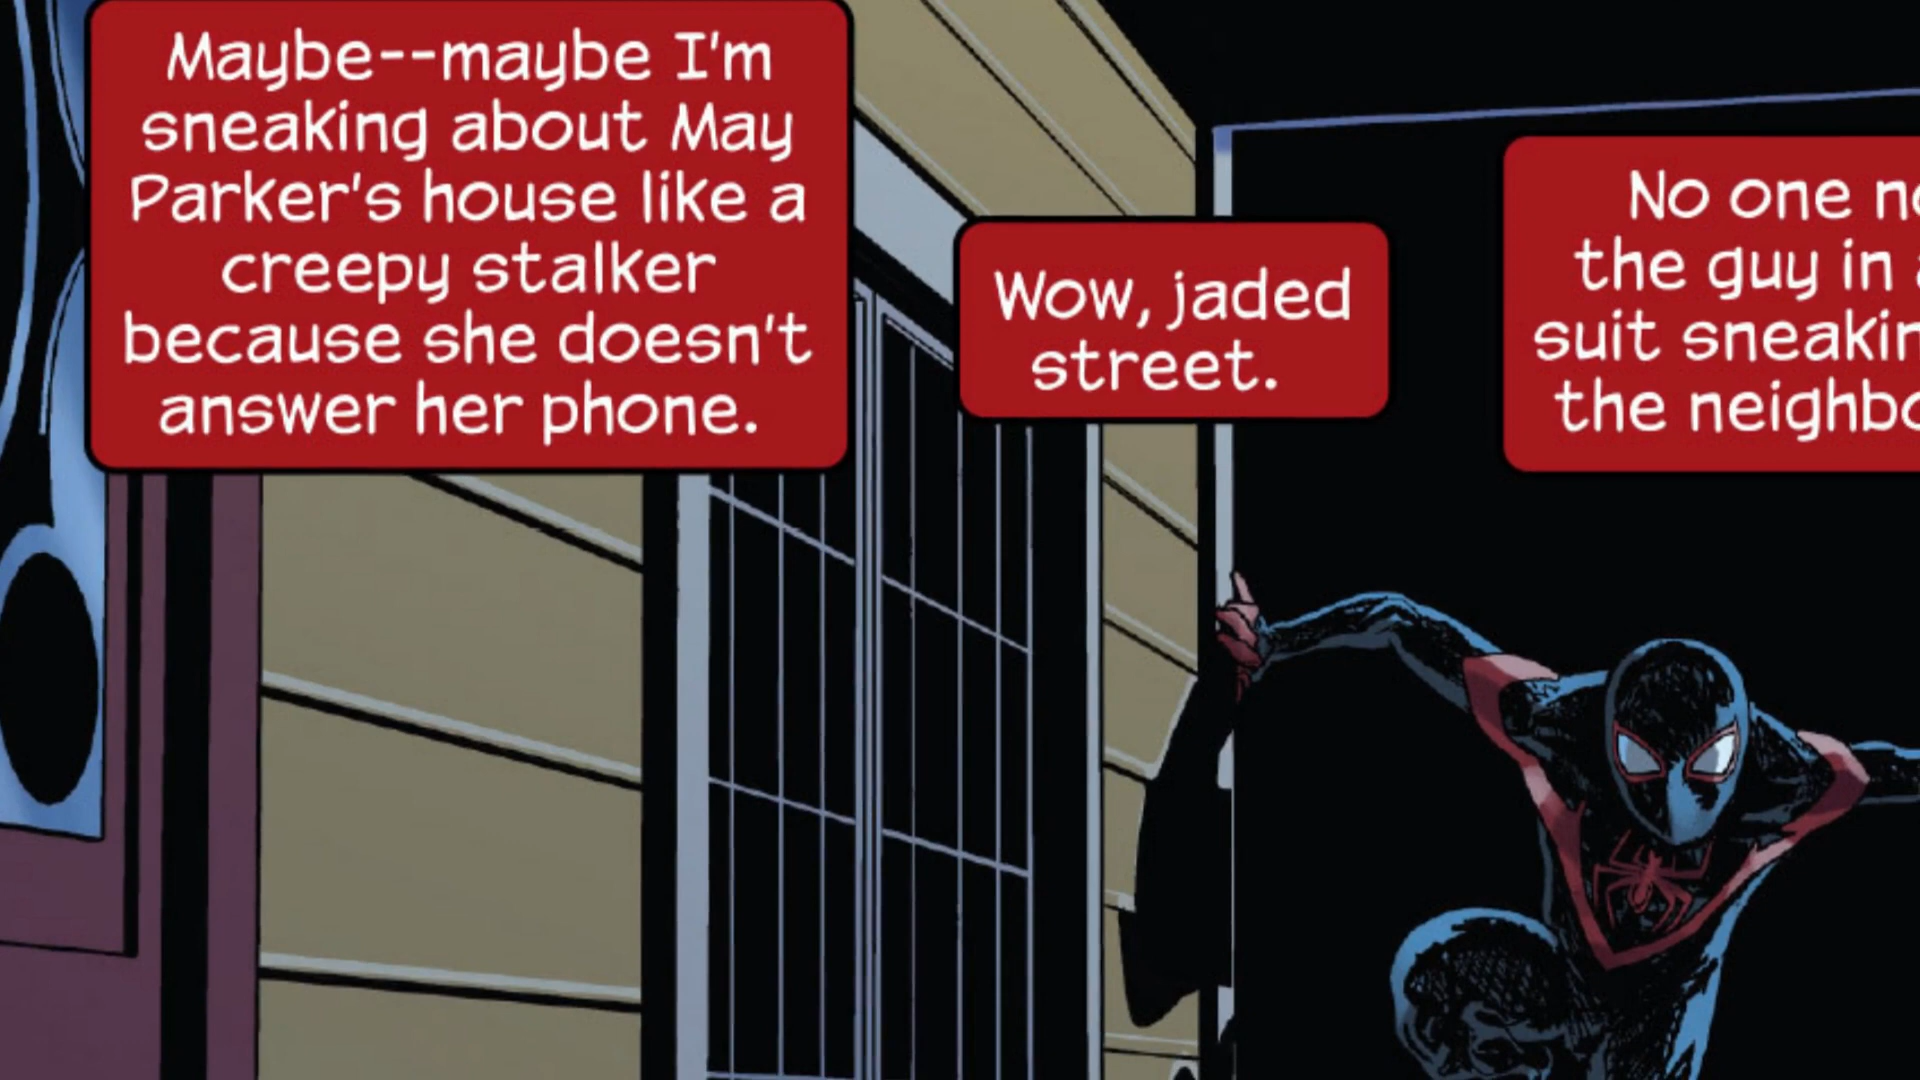 Maybe--maybe I'm
sneaking about May
Parker's house like a
creepy stalker
because she doesn't
answer her phone.
Wow, jaded
street.
No one
the guy in
suit
the